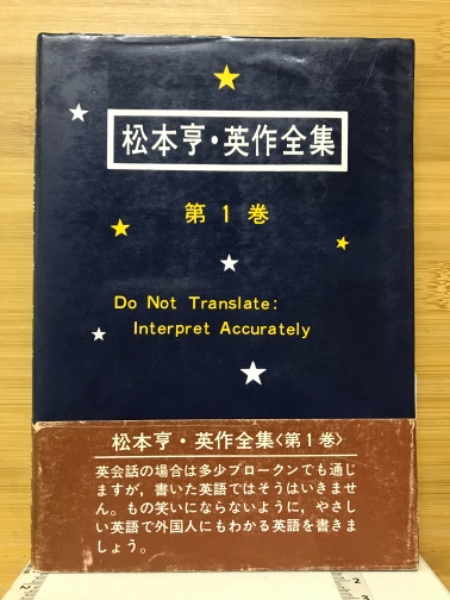 松本亨・英作全集
第1巻
Do Not Translate:
Interpret Accurately
松本亨・英作全集〈第1巻〉
英会話の場合は多少ブロークンでも通じ
ますが，書いた英語ではそうはいきませ
ん。もの笑いにならないように，やさし
い英語で外国人にもわかる英語を書きま
しょう。
2
2
3